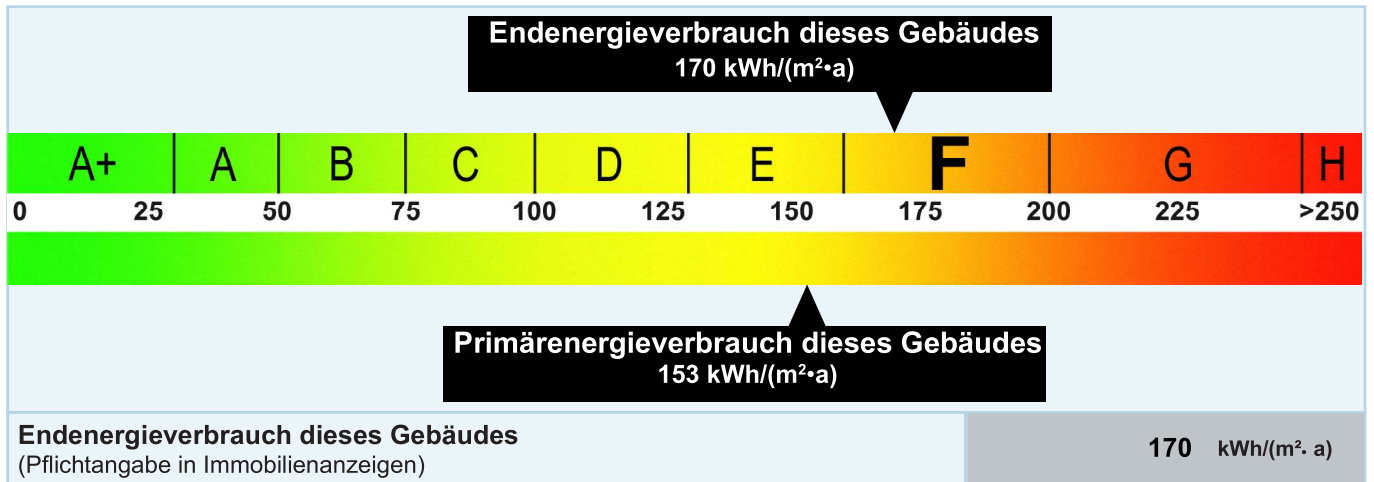 Endenergieverbrauch dieses Gebäudes
170 kWh/(m²•a)
A+ A B C D E F G H
0 25 50 75 100 125 150 175 200 225 >250
Primärenergieverbrauch dieses Gebäudes
153 kWh/(m²•a)
Endenergieverbrauch dieses Gebäudes
(Pflichtangabe in Immobilienanzeigen)
170 kWh/(m²· a)